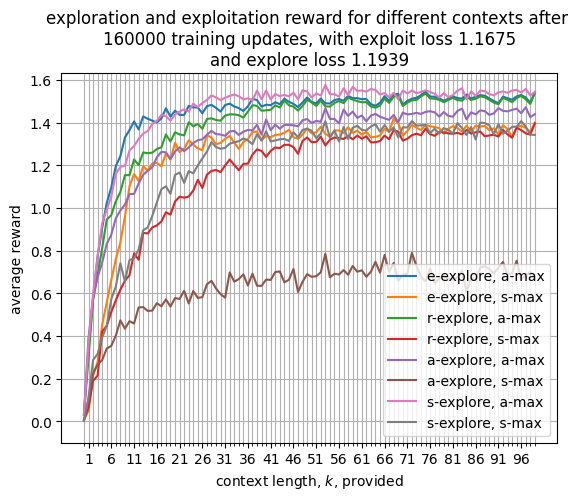 exploration and exploitation reward for different contexts after
160000 training updates, with exploit loss 1.1675
and explore loss 1.1939
1.6
1.4
1.2
1.0
0.8
0.6
0.4
0.2
0.0
average reward
e-explore, a-max
e-explore, s-max
r-explore, a-max
r-explore, s-max
a-explore, a-max
a-explore, s-max
s-explore, a-max
s-explore, s-max
1 6 11 16 21 26 31 36 41 46 51 56 61 66 71 76 81 86 91 96
context length, k, provided